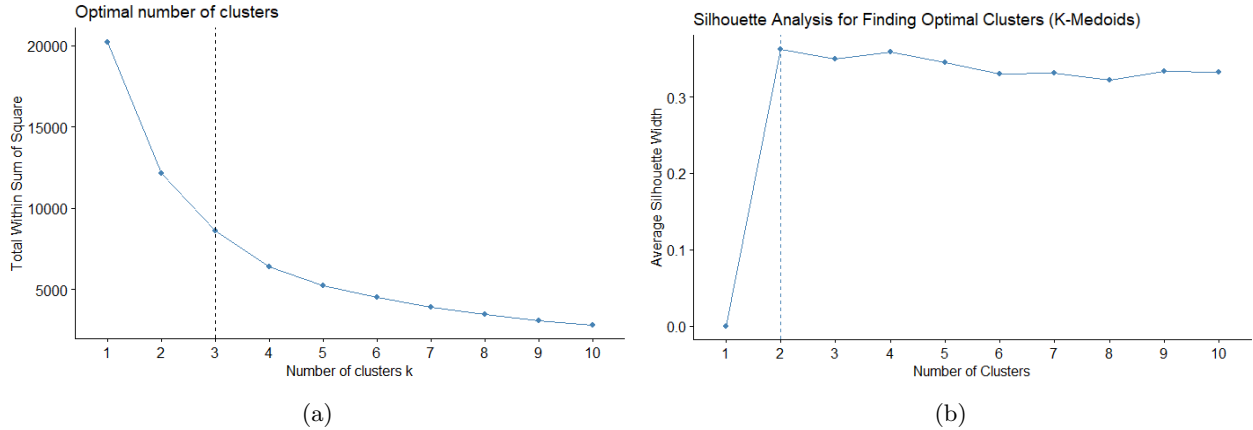 Optimal number of clusters
Total Within Sum of Square
20000
15000
10000
5000
1 2 3 4 5 6 7 8 9 10
Number of clusters k
(a)
Silhouette Analysis for Finding Optimal Clusters (K-Medoids)
Average Silhouette Width
0.3
0.2
0.1
0.0
1 2 3 4 5 6 7 8 9 10
Number of Clusters
(b)